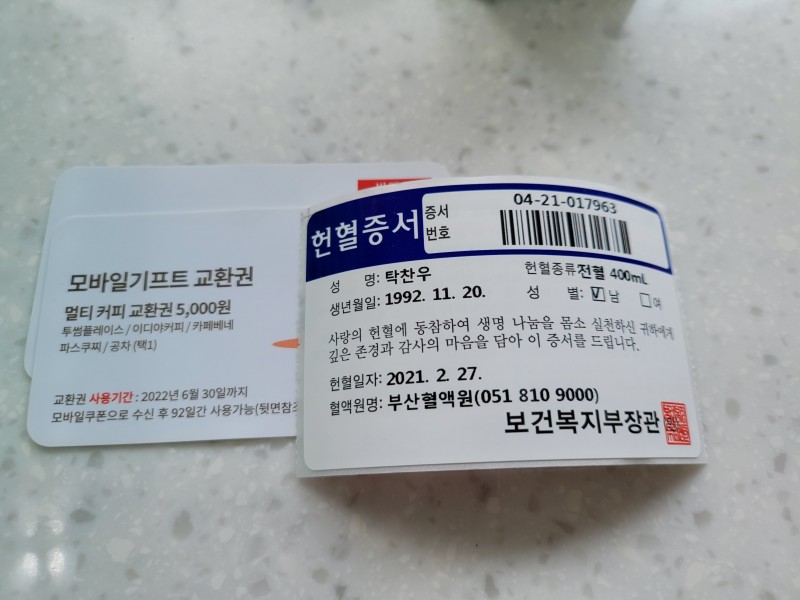 모바일기프트 교환권
멀티 커피 교환권 5,000원
투썸플레이스 / 이디야커피 / 카페베네
파스쿠찌 / 공차 (택1)
교환권 사용기간 : 2022년 6월 30일까지
모바일쿠폰으로 수신 후 92일간 사용가능(뒷면참조
헌혈증서
증서
번호
04-21-017963
성 명: 탁찬우
헌혈종류 전혈 400mL
생년월일: 1992. 11. 20.
성 별: ☑남 ☐여
사랑의 헌혈에 동참하여 생명 나눔을 몸소 실천하신 귀하에게
깊은 존경과 감사의 마음을 담아 이 증서를 드립니다.
헌혈일자: 2021. 2. 27.
혈액원명: 부산혈액원(051 810 9000)
보건복지부장관